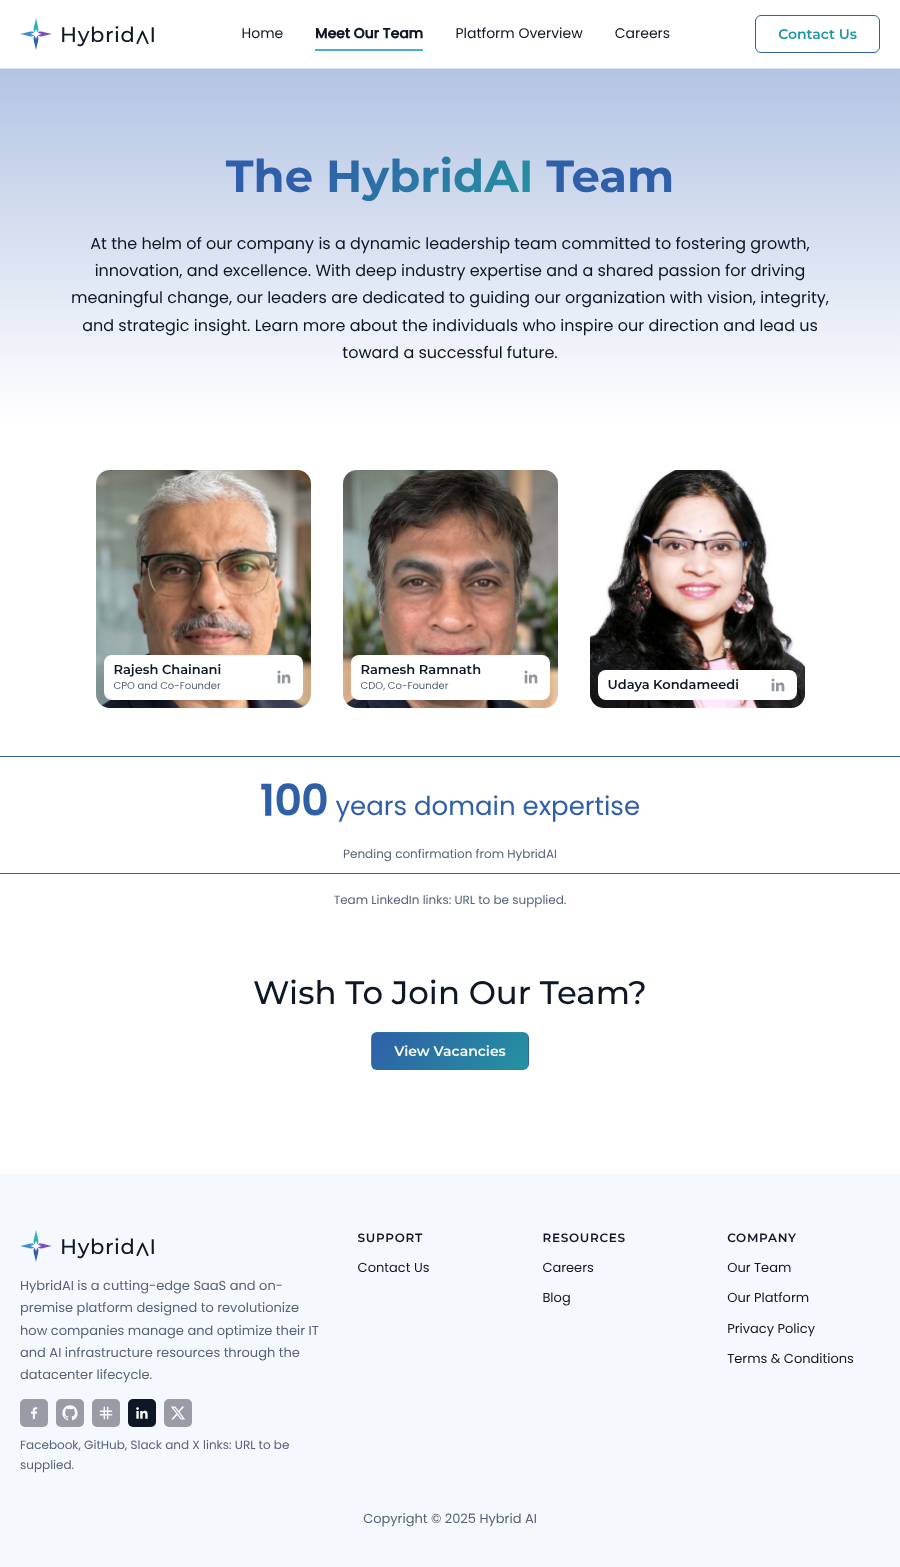 HybridAI
Home
Meet Our Team
Platform Overview
Careers
Contact Us
The HybridAI Team
At the helm of our company is a dynamic leadership team committed to fostering growth,
innovation, and excellence. With deep industry expertise and a shared passion for driving
meaningful change, our leaders are dedicated to guiding our organization with vision, integrity,
and strategic insight. Learn more about the individuals who inspire our direction and lead us
toward a successful future.
Rajesh Chainani
CPO and Co-Founder
in
Ramesh Ramnath
CDO, Co-Founder
in
Udaya Kondameedi
in
100 years domain expertise
Pending confirmation from HybridAI
Team LinkedIn links: URL to be supplied.
Wish To Join Our Team?
View Vacancies
HybridAI
HybridAI is a cutting-edge SaaS and on-
premise platform designed to revolutionize
how companies manage and optimize their IT
and AI infrastructure resources through the
datacenter lifecycle.
f
in
X
Facebook, GitHub, Slack and X links: URL to be
supplied.
SUPPORT
Contact Us
RESOURCES
Careers
Blog
COMPANY
Our Team
Our Platform
Privacy Policy
Terms & Conditions
Copyright © 2025 Hybrid AI